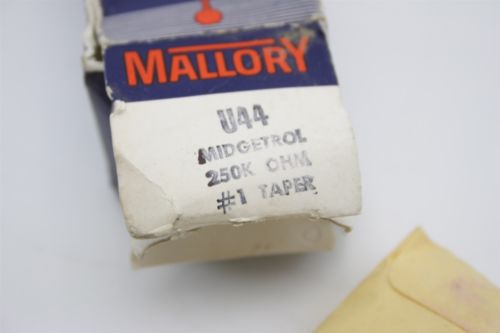 MALLORY
U44
MIDGETROL
250K OHM
#1 TAPER